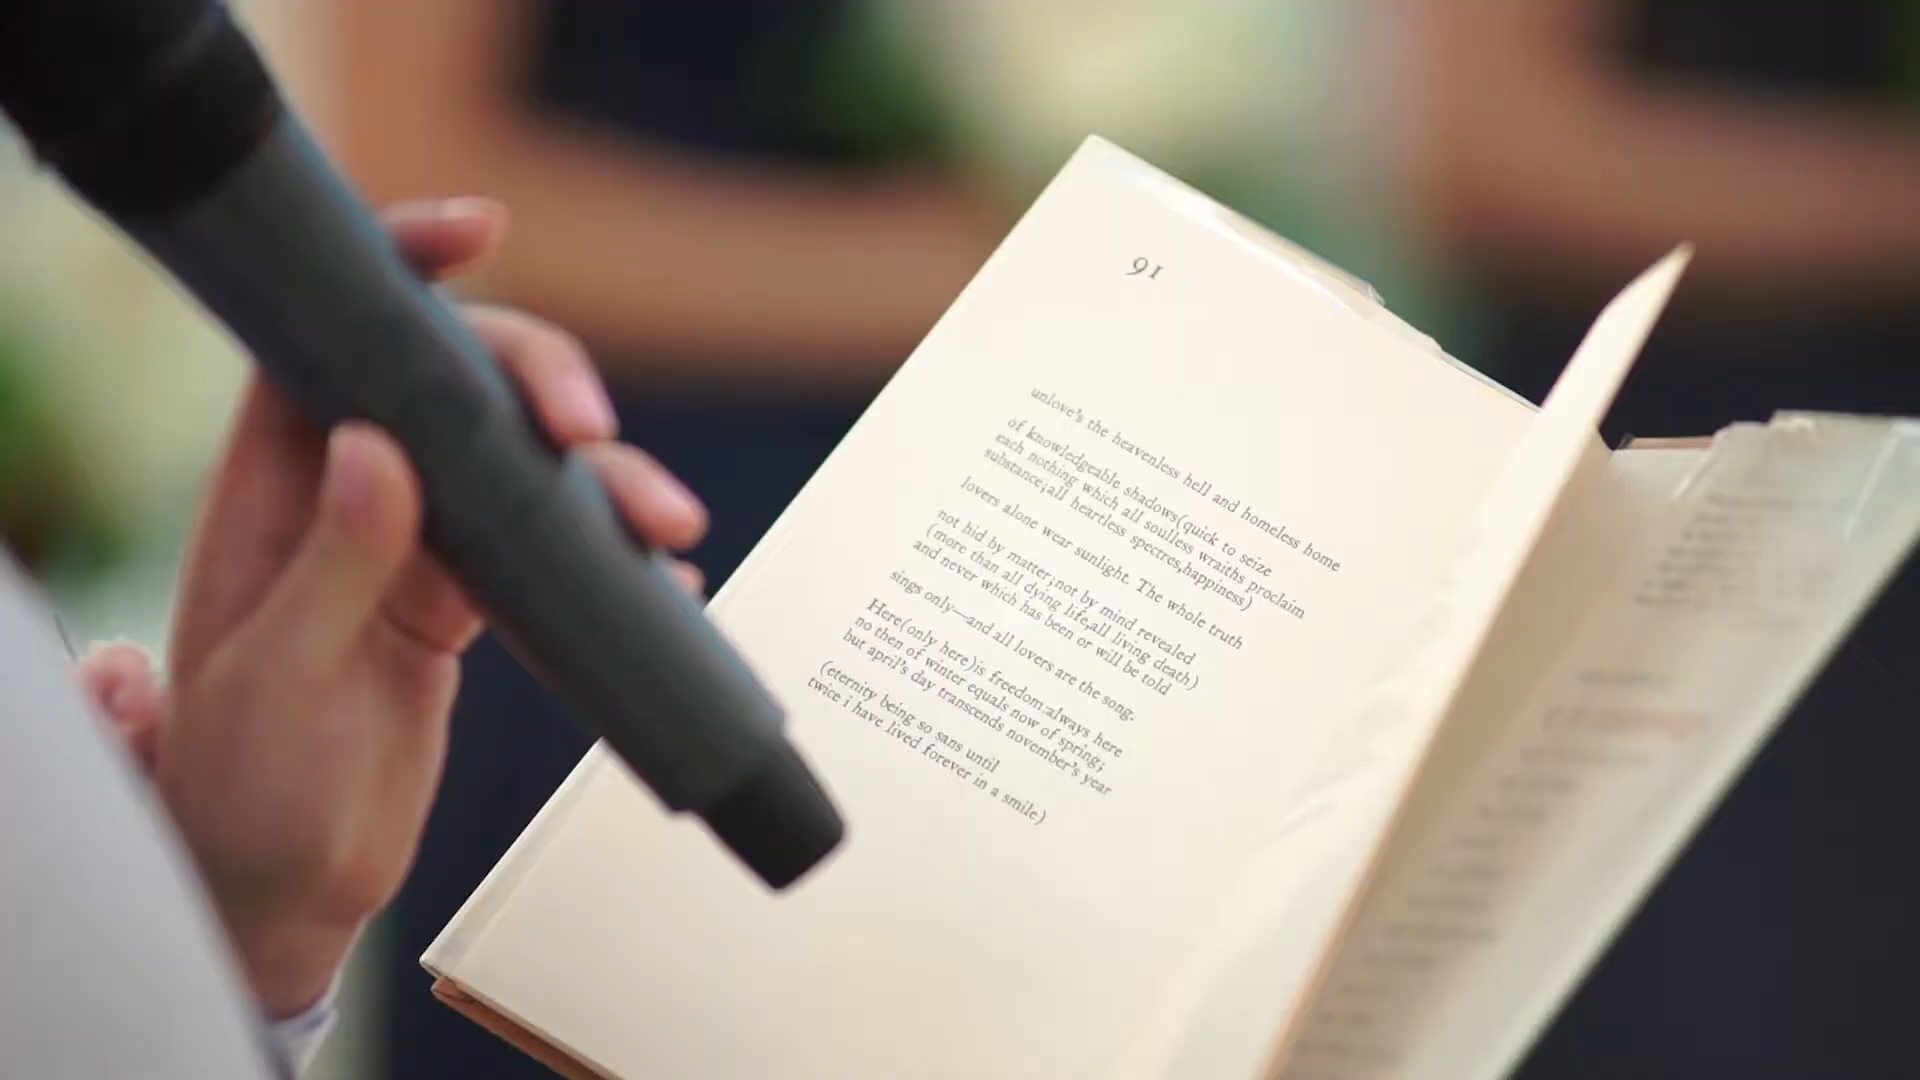 91
unlove's the heavenless hell and homeless home
of knowledgeable shadows(quick to seize
each nothing which all soulless wraiths proclaim
substance;all heartless spectres,happiness)
lovers alone wear sunlight. The whole truth
not hid by matter;not by mind revealed
(more than all dying life,all living death)
and never which has been or will be told
sings only—and all lovers are the song.
Here(only here)is freedom:always here
no then of winter equals now of spring;
but april's day transcends november's year
(eternity being so sans until
twice i have lived forever in a smile)